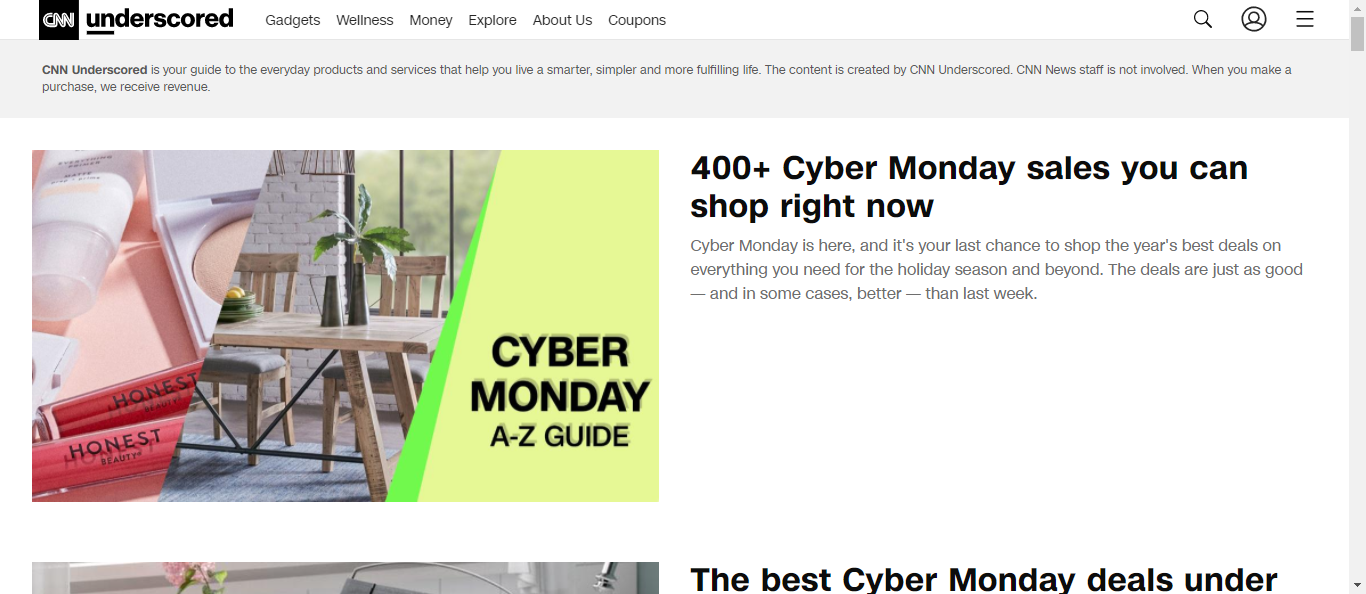 CNN underscored Gadgets Wellness Money Explore About Us Coupons
CNN Underscored is your guide to the everyday products and services that help you live a smarter, simpler and more fulfilling life. The content is created by CNN Underscored. CNN News staff is not involved. When you make a
purchase, we receive revenue.
400+ Cyber Monday sales you can
shop right now
Cyber Monday is here, and it's your last chance to shop the year's best deals on
everything you need for the holiday season and beyond. The deals are just as good
— and in some cases, better — than last week.
EVERYTHING
PRIMER
MATTE
HONEST
BEAUTY
HONEST
BEAUTY
CYBER
MONDAY
A-Z GUIDE
The best Cyber Monday deals under